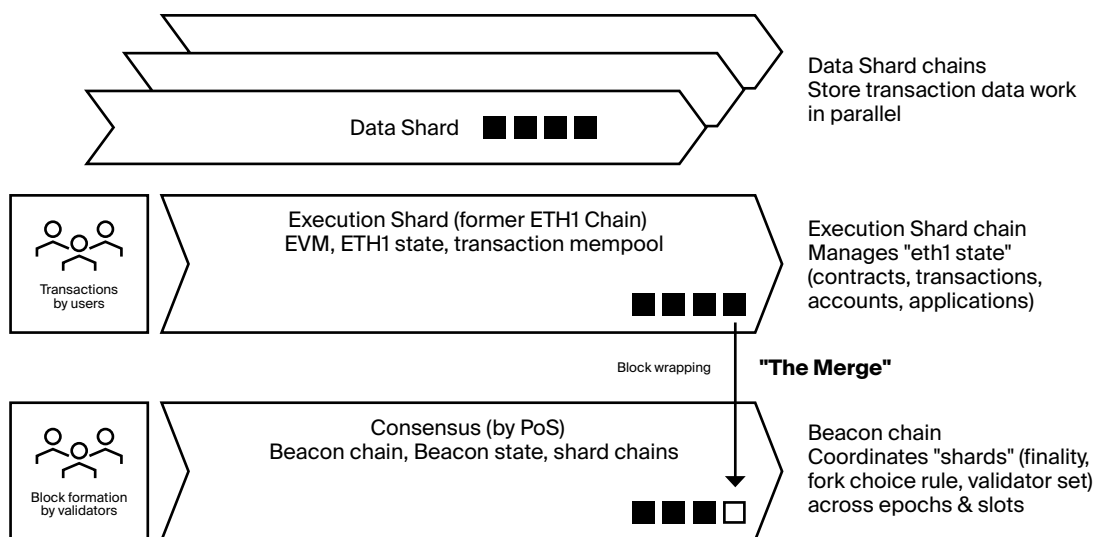 Data Shard
Data Shard chains
Store transaction data work
in parallel
Transactions
by users
Execution Shard (former ETH1 Chain)
EVM, ETH1 state, transaction mempool
Execution Shard chain
Manages "eth1 state"
(contracts, transactions,
accounts, applications)
Block wrapping
"The Merge"
Block formation
by validators
Consensus (by PoS)
Beacon chain, Beacon state, shard chains
Beacon chain
Coordinates "shards" (finality,
fork choice rule, validator set)
across epochs & slots